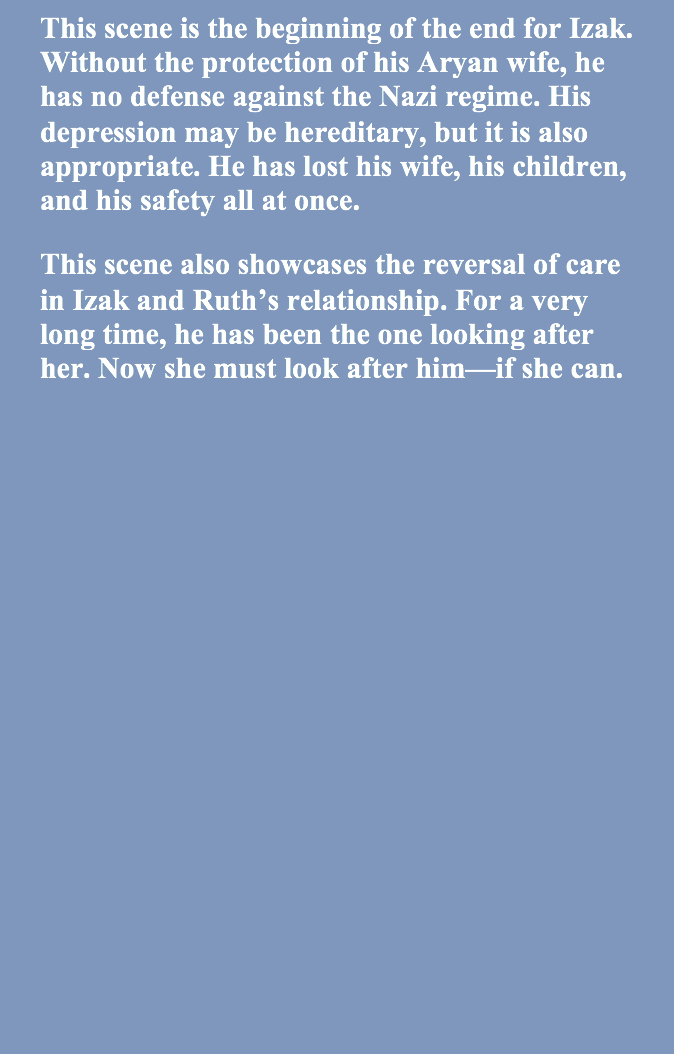 This scene is the beginning of the end for Izak.
Without the protection of his Aryan wife, he
has no defense against the Nazi regime. His
depression may be hereditary, but it is also
appropriate. He has lost his wife, his children,
and his safety all at once.
This scene also showcases the reversal of care
in Izak and Ruth’s relationship. For a very
long time, he has been the one looking after
her. Now she must look after him—if she can.